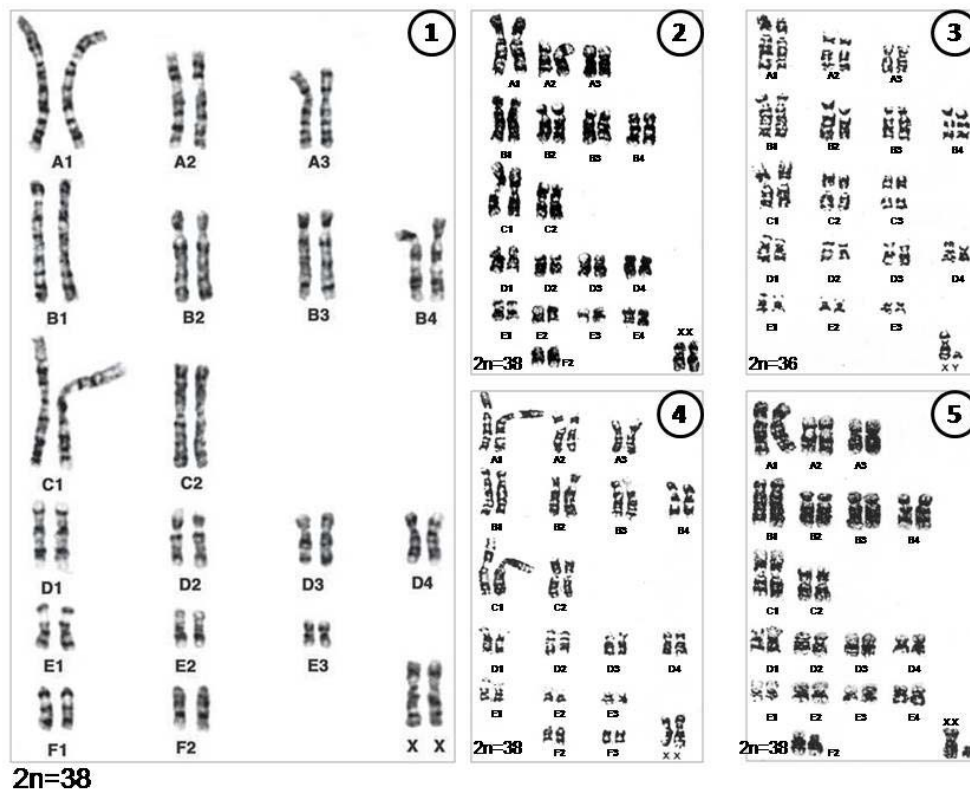 1
A1 A2 A3
B1 B2 B3 B4
C1 C2
D1 D2 D3 D4
E1 E2 E3
F1 F2 X X
2n=38
2
A1 A2 A3
B1 B2 B3 B4
C1 C2
D1 D2 D3 D4
E1 E2 E3 E4
XX
2n=38 F2
3
A1 A2 A3
B1 B2 B3 B4
C1 C2 C3
D1 D2 D3 D4
E1 E2 E3
2n=36 X Y
4
A1 A2 A3
B1 B2 B3 B4
C1 C2
D1 D2 D3 D4
E1 E2 E3
2n=38 F2 F3 X X
5
A1 A2 A3
B1 B2 B3 B4
C1 C2
D1 D2 D3 D4
E1 E2 E3 E4
XX
2n=38 F2